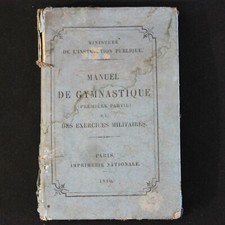 MINISTÈRE
DE L'INSTRUCTION PUBLIQUE.
MANUEL
DE GYMNASTIQUE
PREMIÈRE PARTIE
ET
DES EXERCICES MILITAIRES.
PARIS.
IMPRIMERIE NATIONALE.